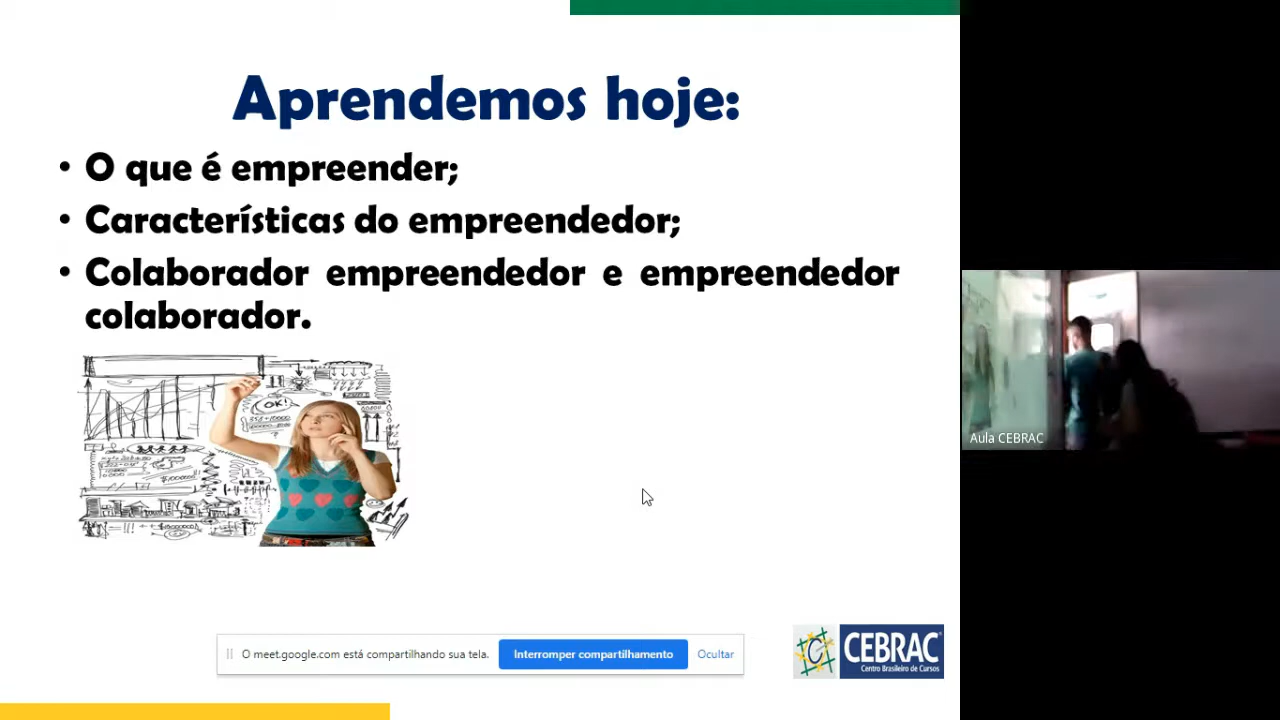 Aprendemos hoje:
• O que é empreender;
• Características do empreendedor;
• Colaborador empreendedor e empreendedor
colaborador.
OK!
Aula CEBRAC
O meet.google.com está compartilhando sua tela.
Interromper compartilhamento
Ocultar
CEBRAC
Centro Brasileiro de Cursos